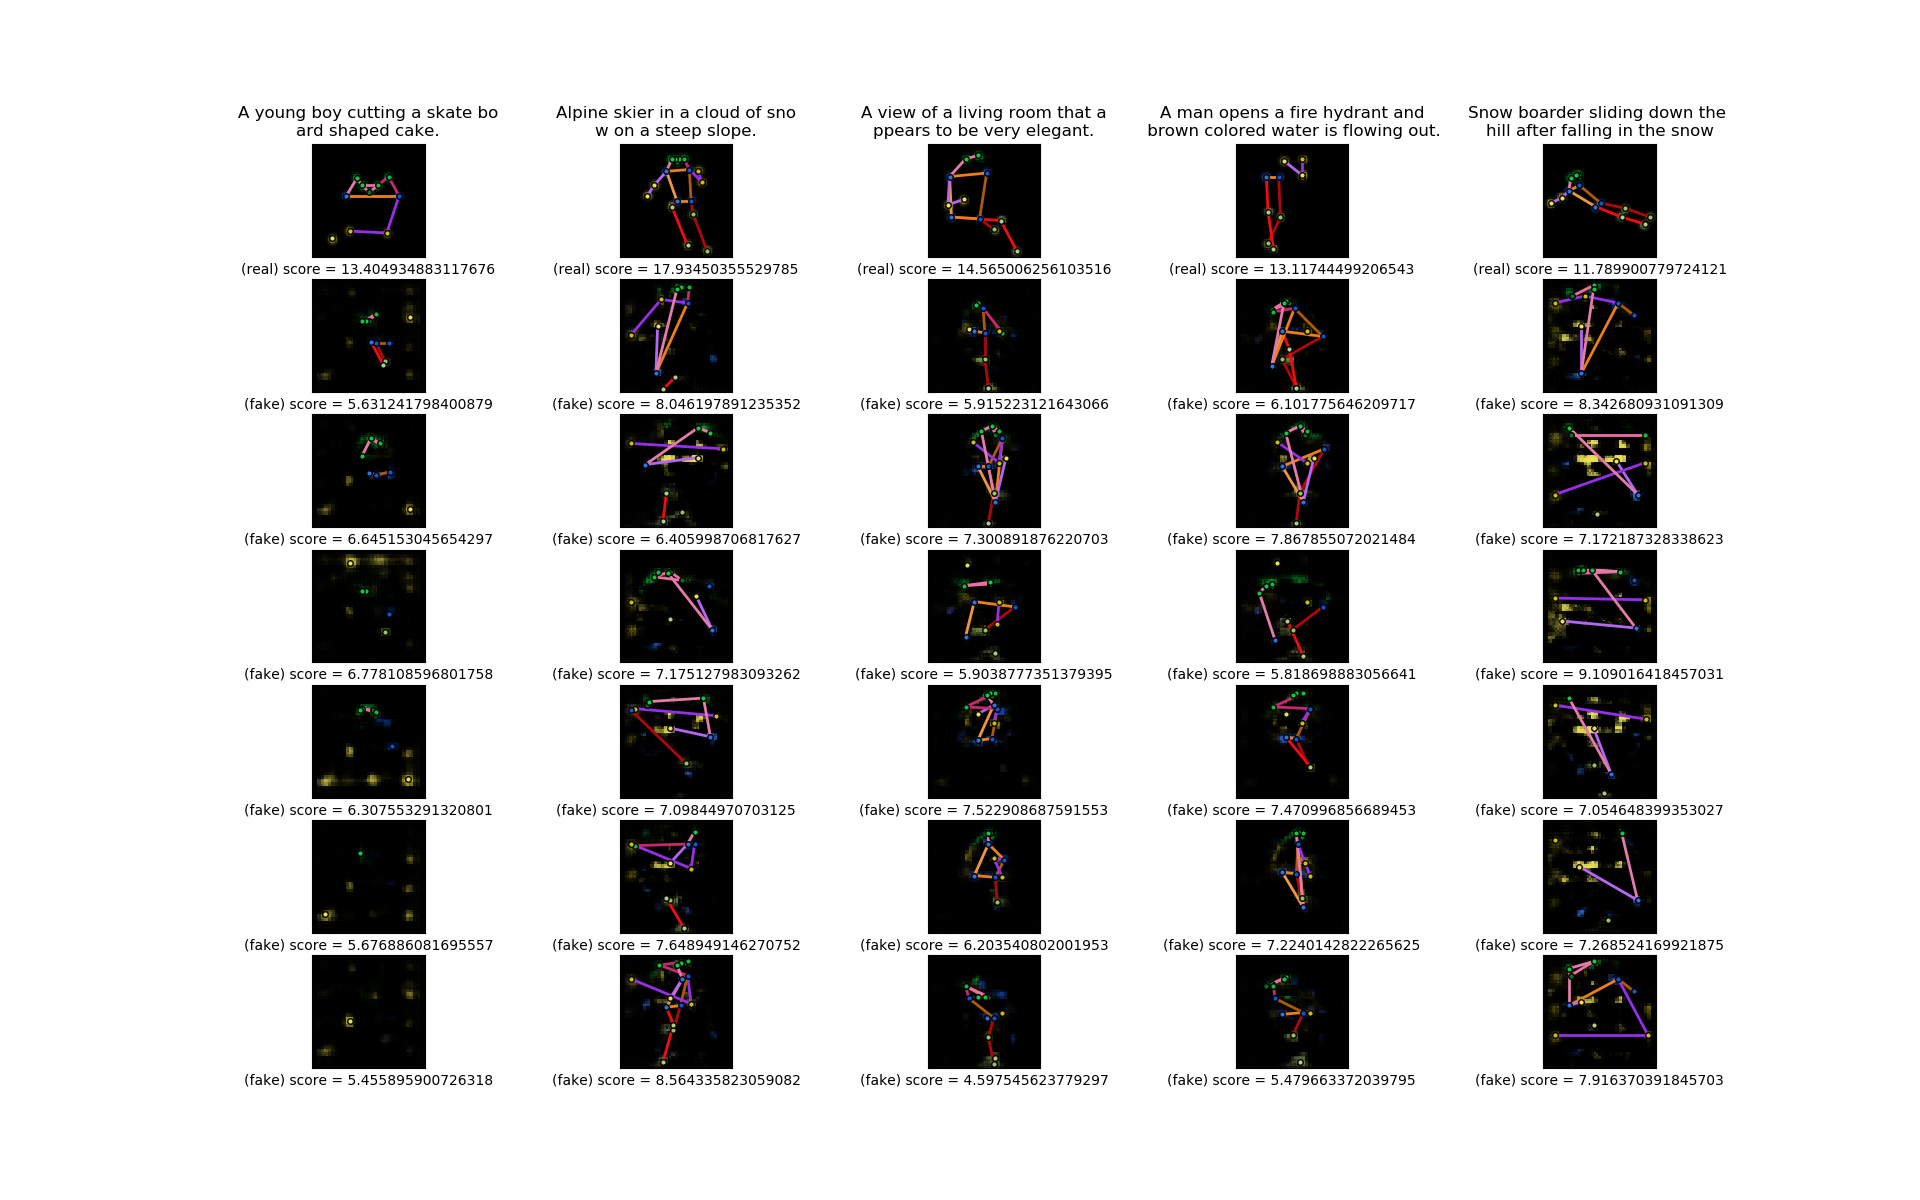 A young boy cutting a skate bo
ard shaped cake.
Alpine skier in a cloud of sno
w on a steep slope.
A view of a living room that a
ppears to be very elegant.
A man opens a fire hydrant and
brown colored water is flowing out.
Snow boarder sliding down the
hill after falling in the snow
(real) score = 13.404934883117676
(real) score = 17.93450355529785
(real) score = 14.565006256103516
(real) score = 13.11744499206543
(real) score = 11.789900779724121
(fake) score = 5.631241798400879
(fake) score = 8.046197891235352
(fake) score = 5.915223121643066
(fake) score = 6.101775646209717
(fake) score = 8.342680931091309
(fake) score = 6.645153045654297
(fake) score = 6.405998706817627
(fake) score = 7.300891876220703
(fake) score = 7.867855072021484
(fake) score = 7.172187328338623
(fake) score = 6.778108596801758
(fake) score = 7.175127983093262
(fake) score = 5.9038777351379395
(fake) score = 5.818698883056641
(fake) score = 9.109016418457031
(fake) score = 6.307553291320801
(fake) score = 7.09844970703125
(fake) score = 7.522908687591553
(fake) score = 7.470996856689453
(fake) score = 7.054648399353027
(fake) score = 5.676886081695557
(fake) score = 7.648949146270752
(fake) score = 6.203540802001953
(fake) score = 7.2240142822265625
(fake) score = 7.268524169921875
(fake) score = 5.455895900726318
(fake) score = 8.564335823059082
(fake) score = 4.597545623779297
(fake) score = 5.479663372039795
(fake) score = 7.916370391845703